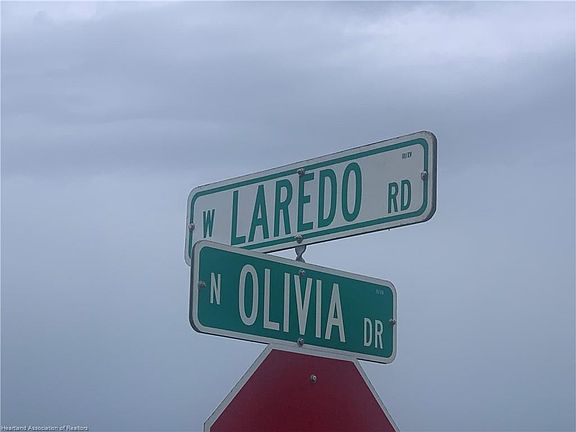 W LAREDO RD
N OLIVIA DR
Heartland Association of Realtors